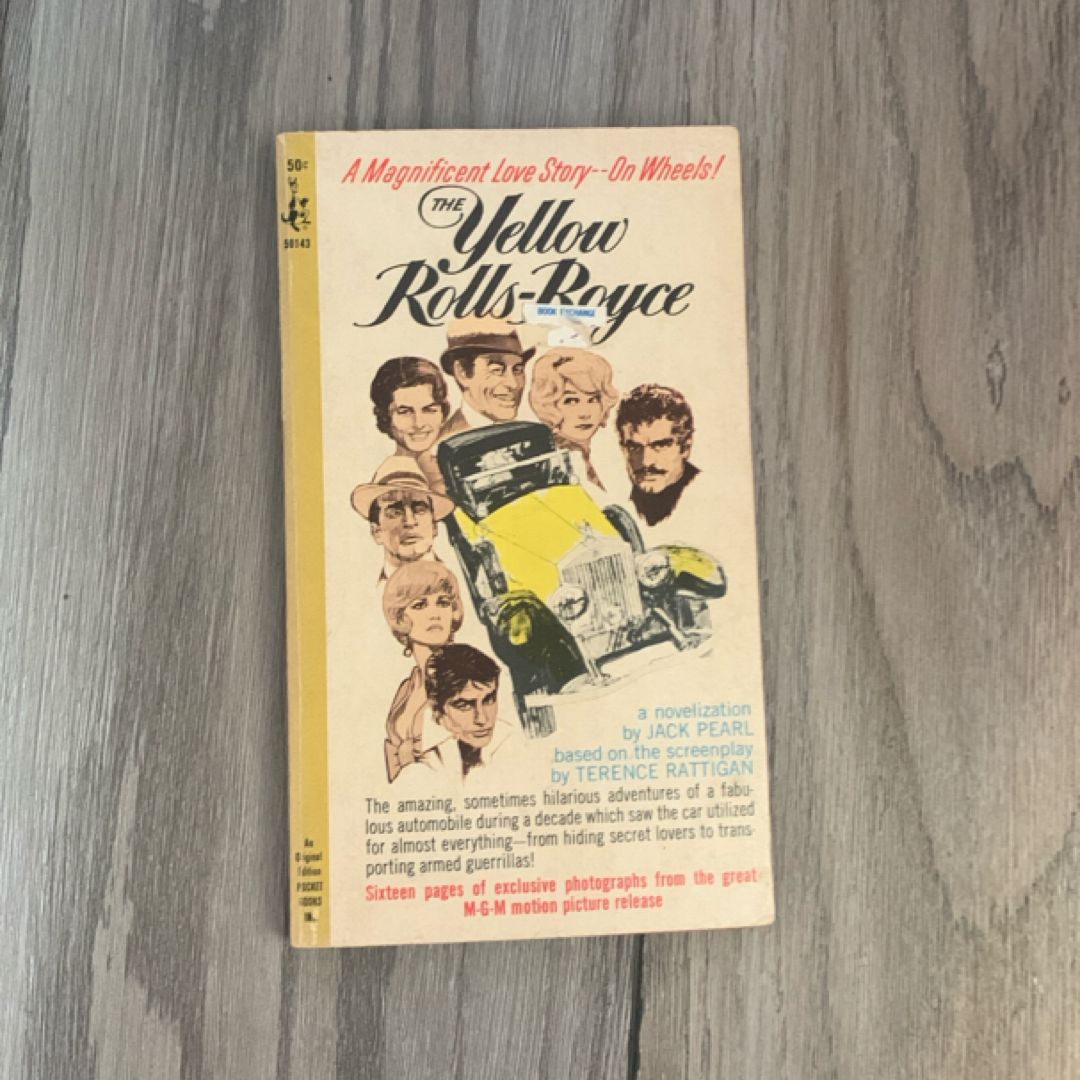 50¢
50143
A Magnificent Love Story--On Wheels!
THE
Yellow
Rolls-Royce
BOOK EXCHANGE
a novelization
by JACK PEARL
based on the screenplay
by TERENCE RATTIGAN
The amazing, sometimes hilarious adventures of a fabu-
lous automobile during a decade which saw the car utilized
for almost everything—from hiding secret lovers to trans-
porting armed guerrillas!
Sixteen pages of exclusive photographs from the great
M-G-M motion picture release
An
Original
Edition
POCKET
BOOKS
INC.